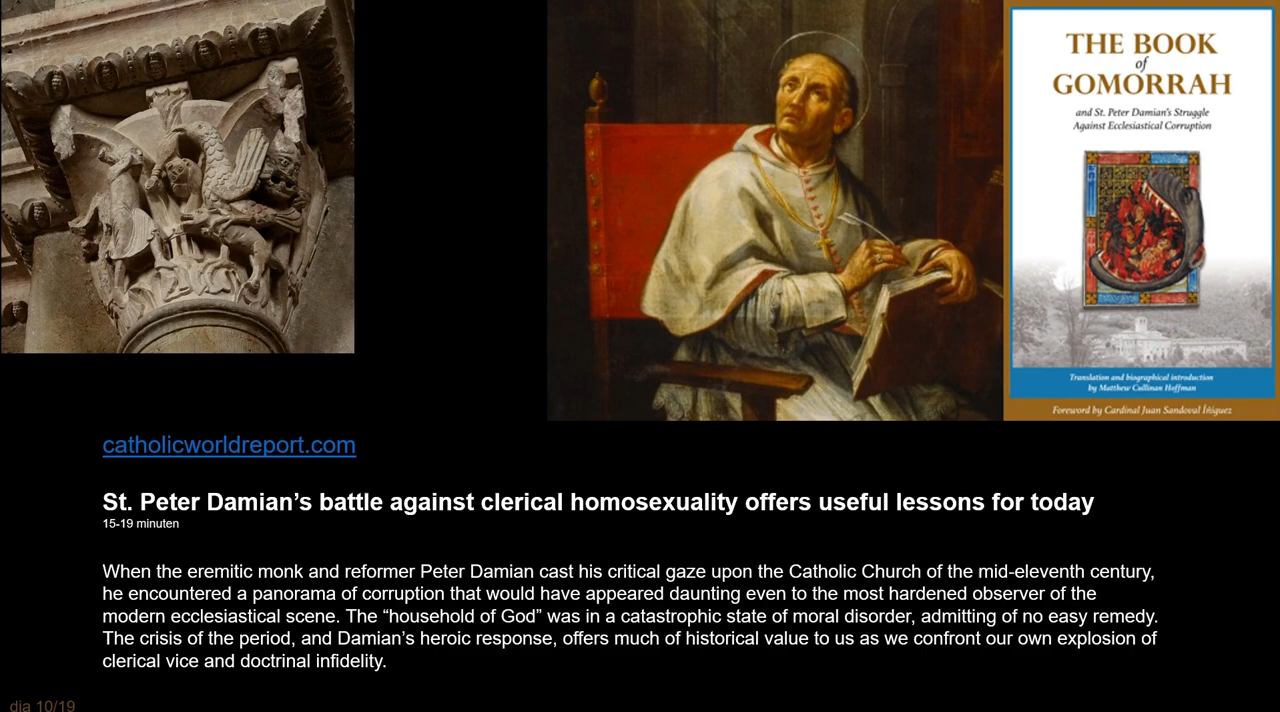 THE BOOK
of
GOMORRAH
and St. Peter Damian's Struggle
Against Ecclesiastical Corruption
Translation and biographical introduction
by Matthew Cullinan Hoffman
Foreword by Cardinal Juan Sandoval Íñiguez
catholicworldreport.com
St. Peter Damian’s battle against clerical homosexuality offers useful lessons for today
15-19 minuten
When the eremitic monk and reformer Peter Damian cast his critical gaze upon the Catholic Church of the mid-eleventh century,
he encountered a panorama of corruption that would have appeared daunting even to the most hardened observer of the
modern ecclesiastical scene. The “household of God” was in a catastrophic state of moral disorder, admitting of no easy remedy.
The crisis of the period, and Damian’s heroic response, offers much of historical value to us as we confront our own explosion of
clerical vice and doctrinal infidelity.
dia 10/19